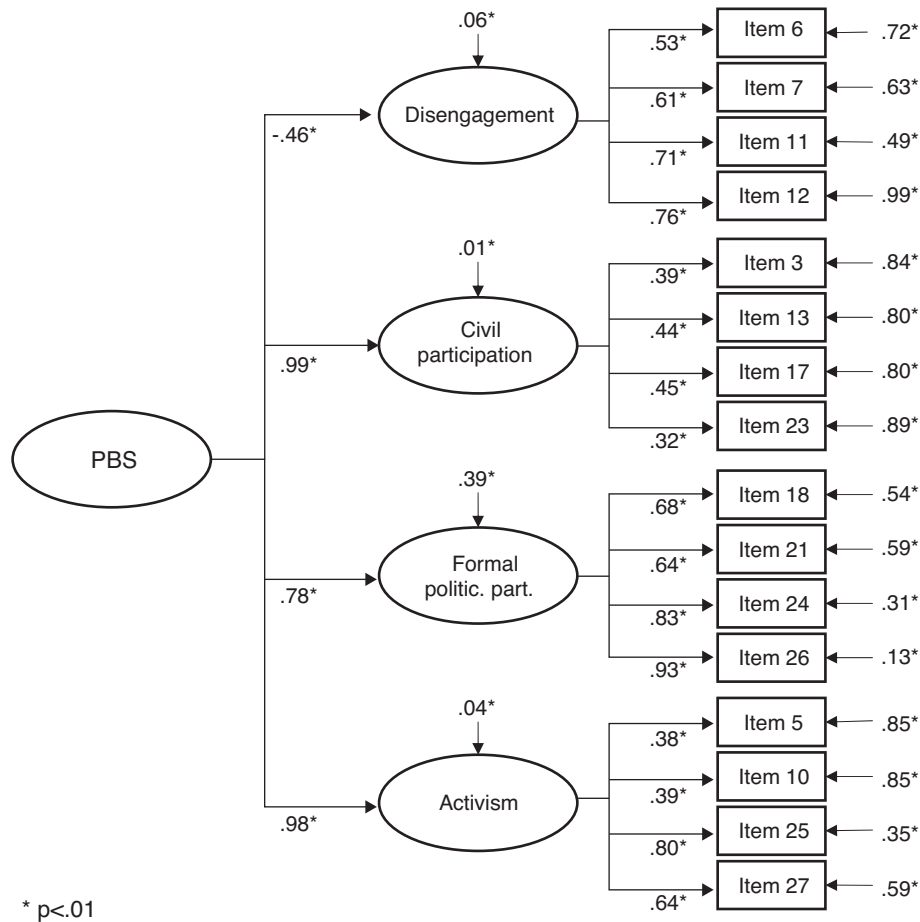 .06*
Disengagement
-.46*
.53*
Item 6
.72*
.61*
Item 7
.63*
.71*
Item 11
.49*
.76*
Item 12
.99*
.01*
Civil
participation
.99*
.39*
Item 3
.84*
.44*
Item 13
.80*
.45*
Item 17
.80*
.32*
Item 23
.89*
PBS
.39*
Formal
politic. part.
.78*
.68*
Item 18
.54*
.64*
Item 21
.59*
.83*
Item 24
.31*
.93*
Item 26
.13*
.04*
Activism
.98*
.38*
Item 5
.85*
.39*
Item 10
.85*
.80*
Item 25
.35*
.64*
Item 27
.59*
* p<.01